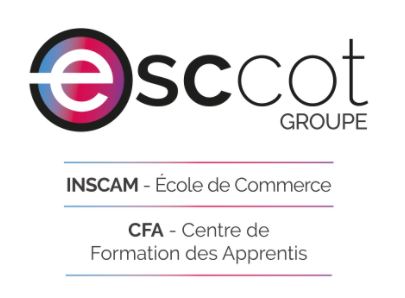 esccot
GROUPE
INSCAM - École de Commerce
CFA - Centre de
Formation des Apprentis